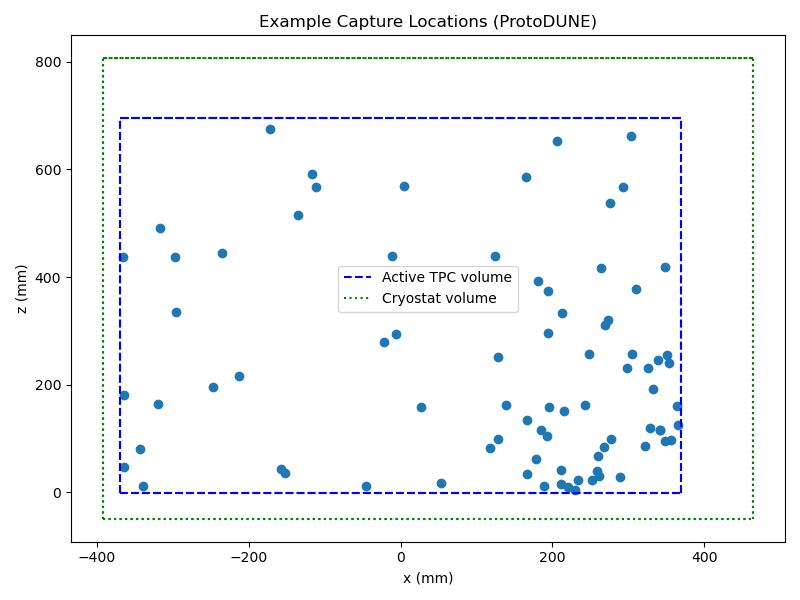 Example Capture Locations (ProtoDUNE)
800
600
400
200
0
z (mm)
Active TPC volume
Cryostat volume
−400
−200
0
200
400
x (mm)